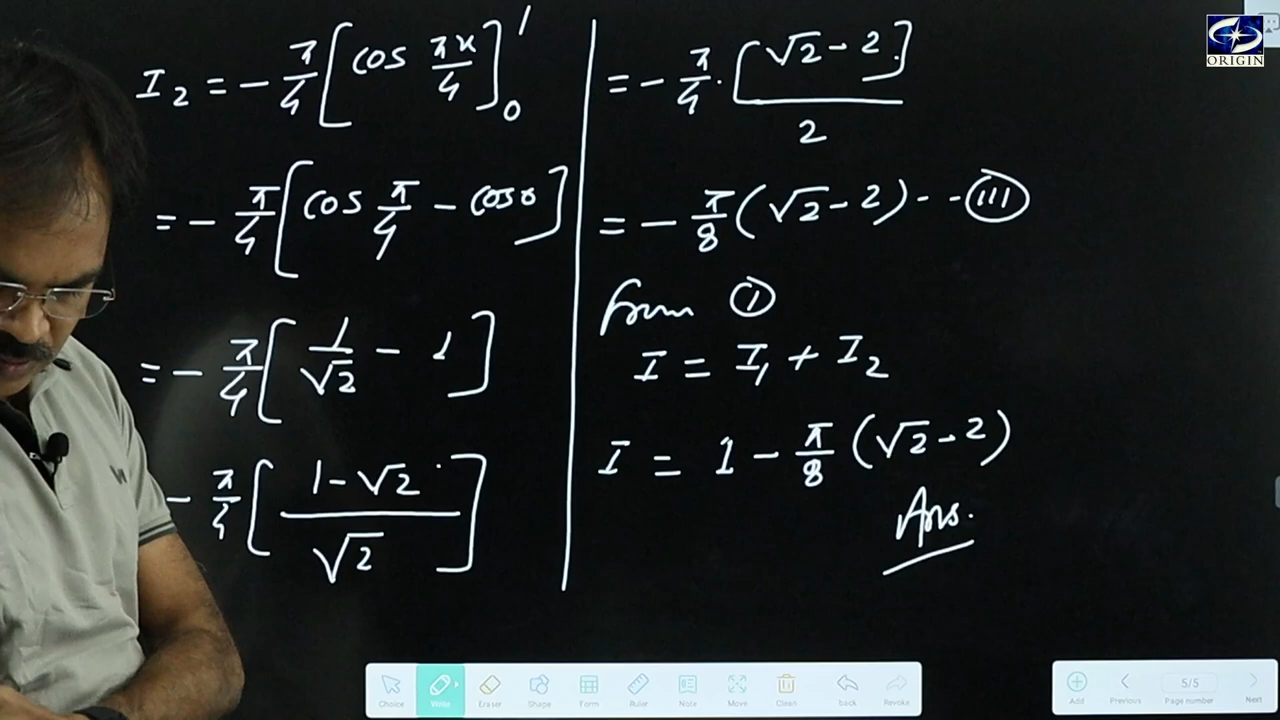 I₂ = - π/4 [cos πx/4]₀¹
= - π/4 [cos π/4 - cos 0]
= - π/4 [1/√2 - 1]
- π/4 [(1-√2)/√2]
= - π/4 · [√2-2]/2
= - π/8 (√2-2) - - (III)
from (I)
I = I₁ + I₂
I = 1 - π/8 (√2-2)
Ans.
ORIGIN
W
Choice Write Eraser Shape Form Ruler Note Move Clean back Revoke
Add Previous 5/5 Page number Next